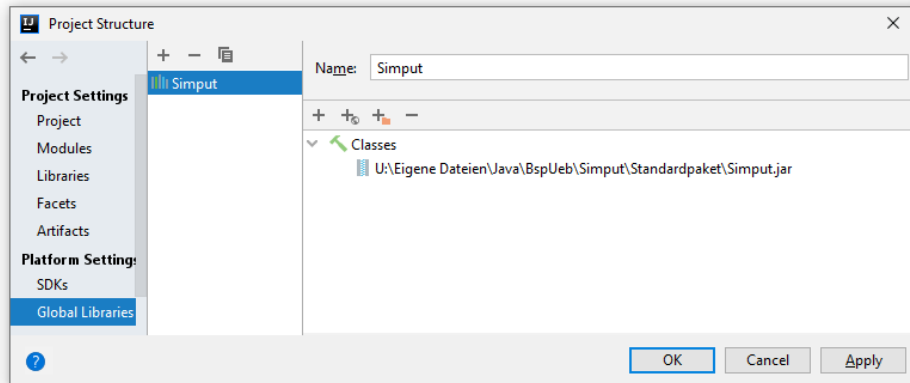 Project Structure
Project Settings
Project
Modules
Libraries
Facets
Artifacts
Platform Settings
SDKs
Global Libraries
Simput
Name: Simput
Classes
U:\Eigene Dateien\Java\BspUeb\Simput\Standardpaket\Simput.jar
? OK Cancel Apply